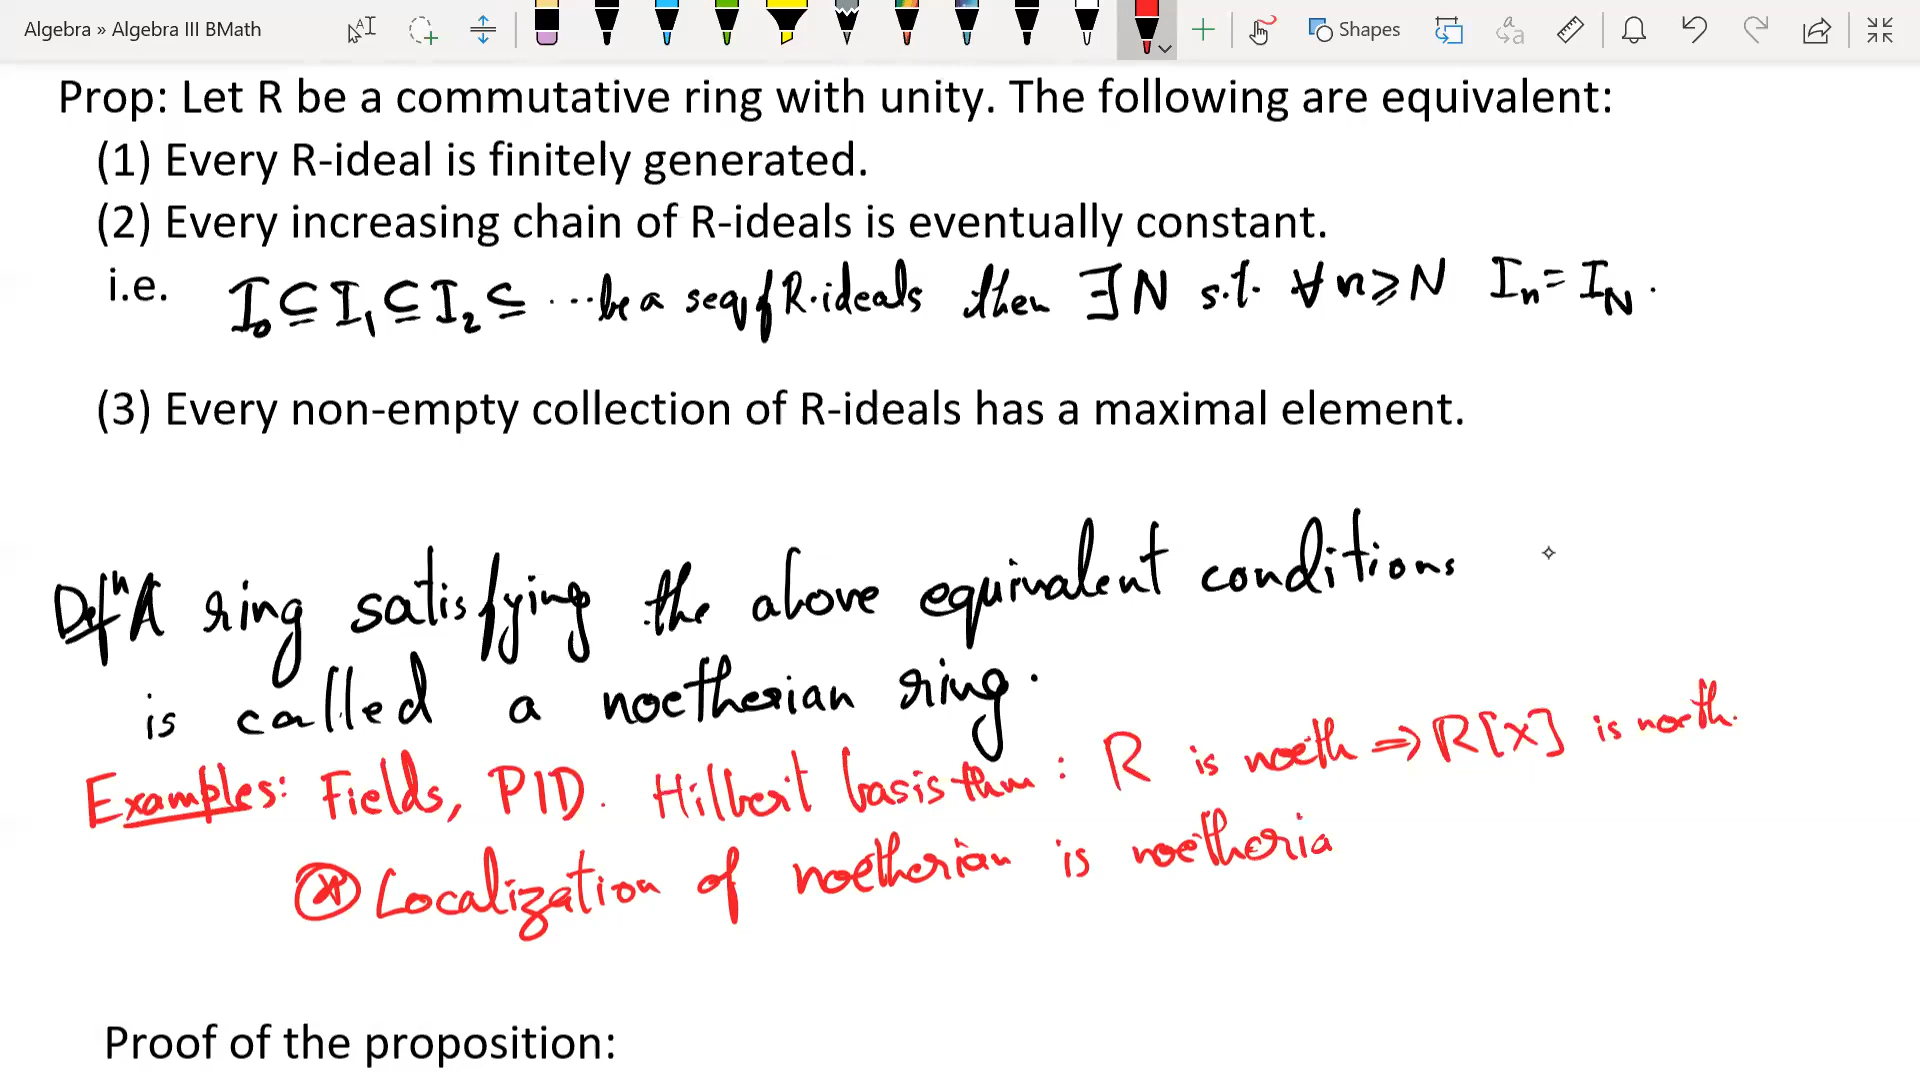 Algebra » Algebra III BMath
Shapes
Prop: Let R be a commutative ring with unity. The following are equivalent:
(1) Every R-ideal is finitely generated.
(2) Every increasing chain of R-ideals is eventually constant.
i.e. I₀ ⊆ I₁ ⊆ I₂ ⊆ ... be a seq of R-ideals then ∃ N s.t. ∀ n ⩾ N Iₙ = I_N.
(3) Every non-empty collection of R-ideals has a maximal element.
Defⁿ A ring satisfying the above equivalent conditions
is called a noetherian ring.
Examples: Fields, PID. Hilbert basis thm: R is noeth ⇒ R[X] is noeth.
⊛ Localization of noetherian is noetheria
Proof of the proposition: